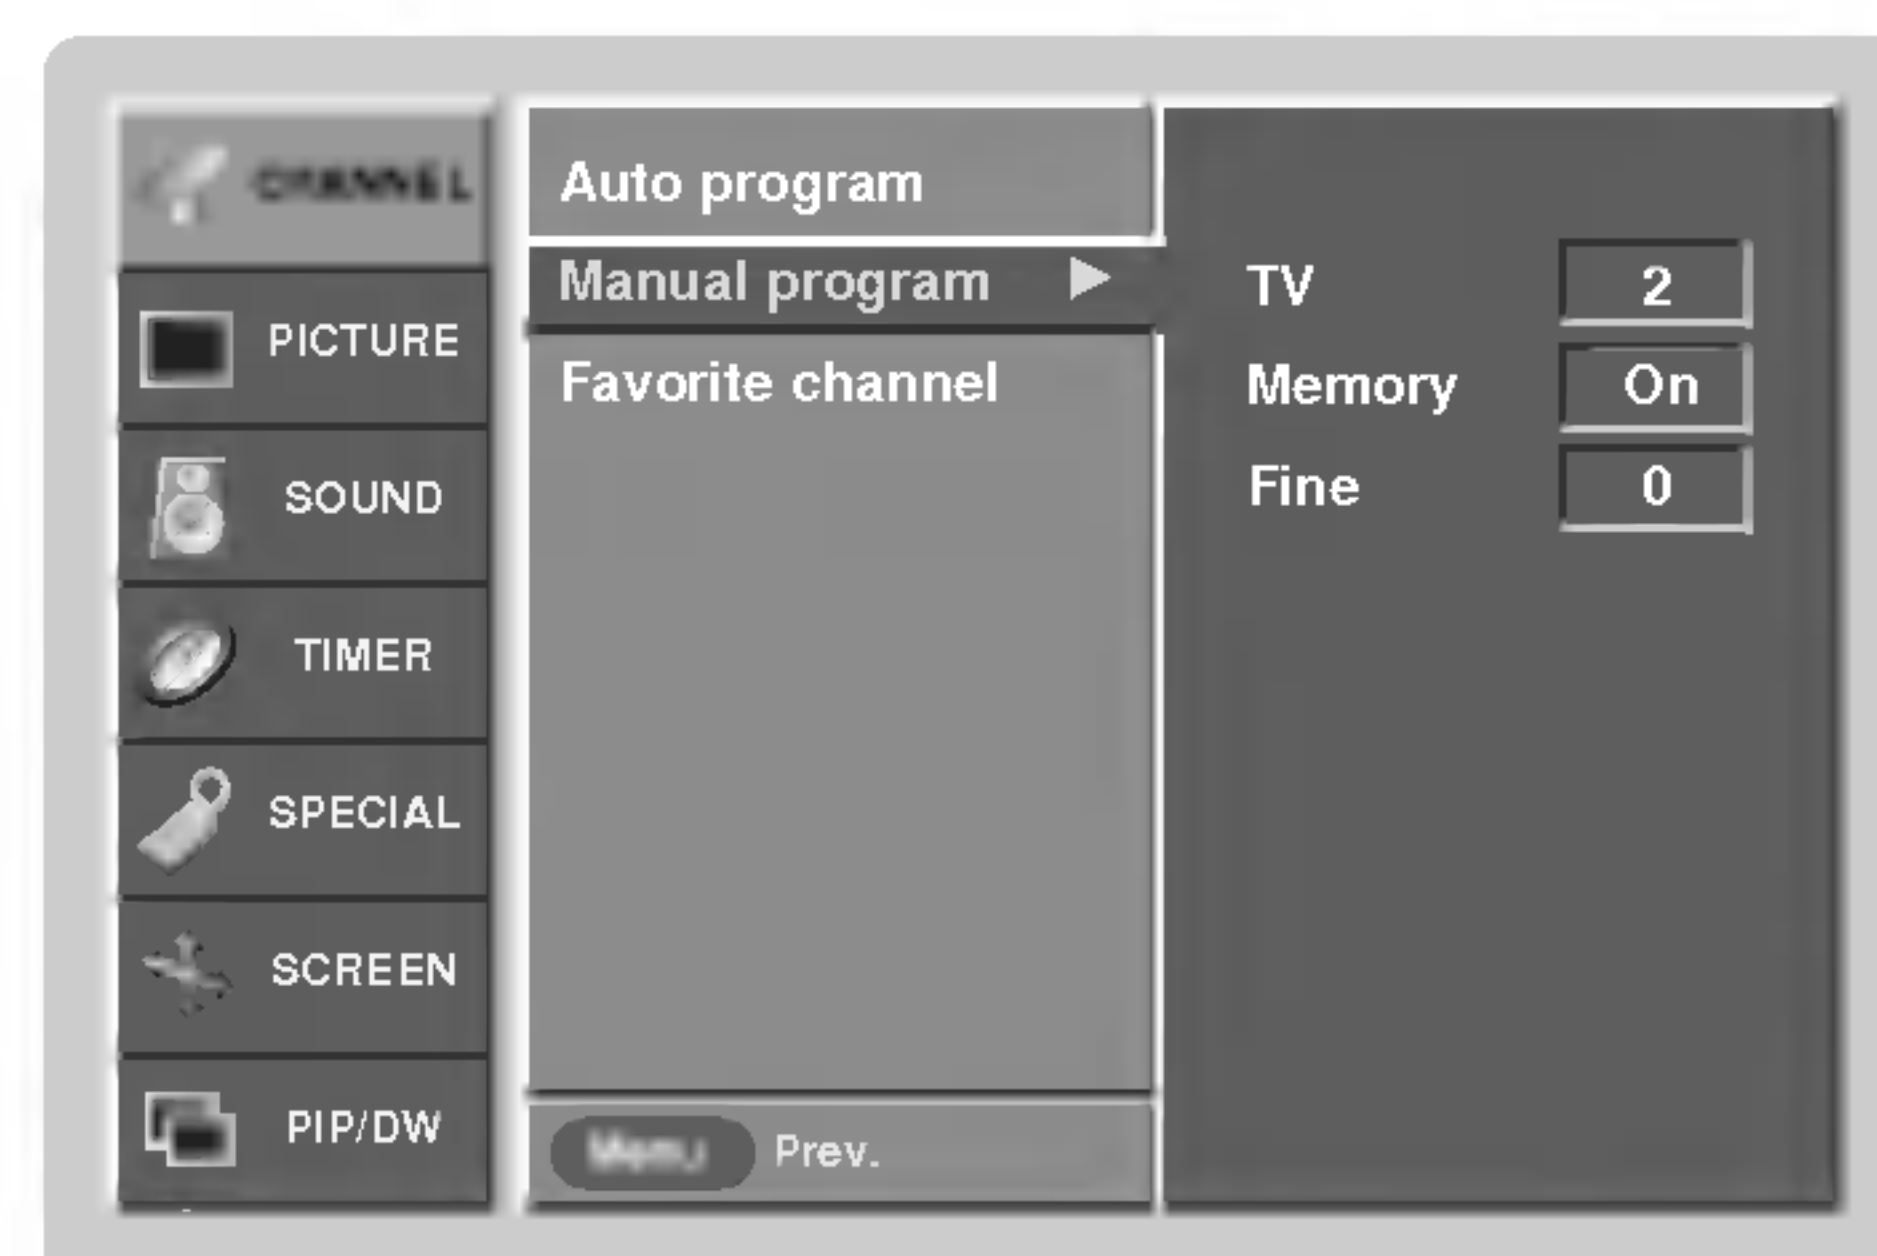 CHANNEL
PICTURE
SOUND
TIMER
SPECIAL
SCREEN
PIP/DW
Auto program
Manual program
Favorite channel
Menu Prev.
TV 2
Memory On
Fine 0